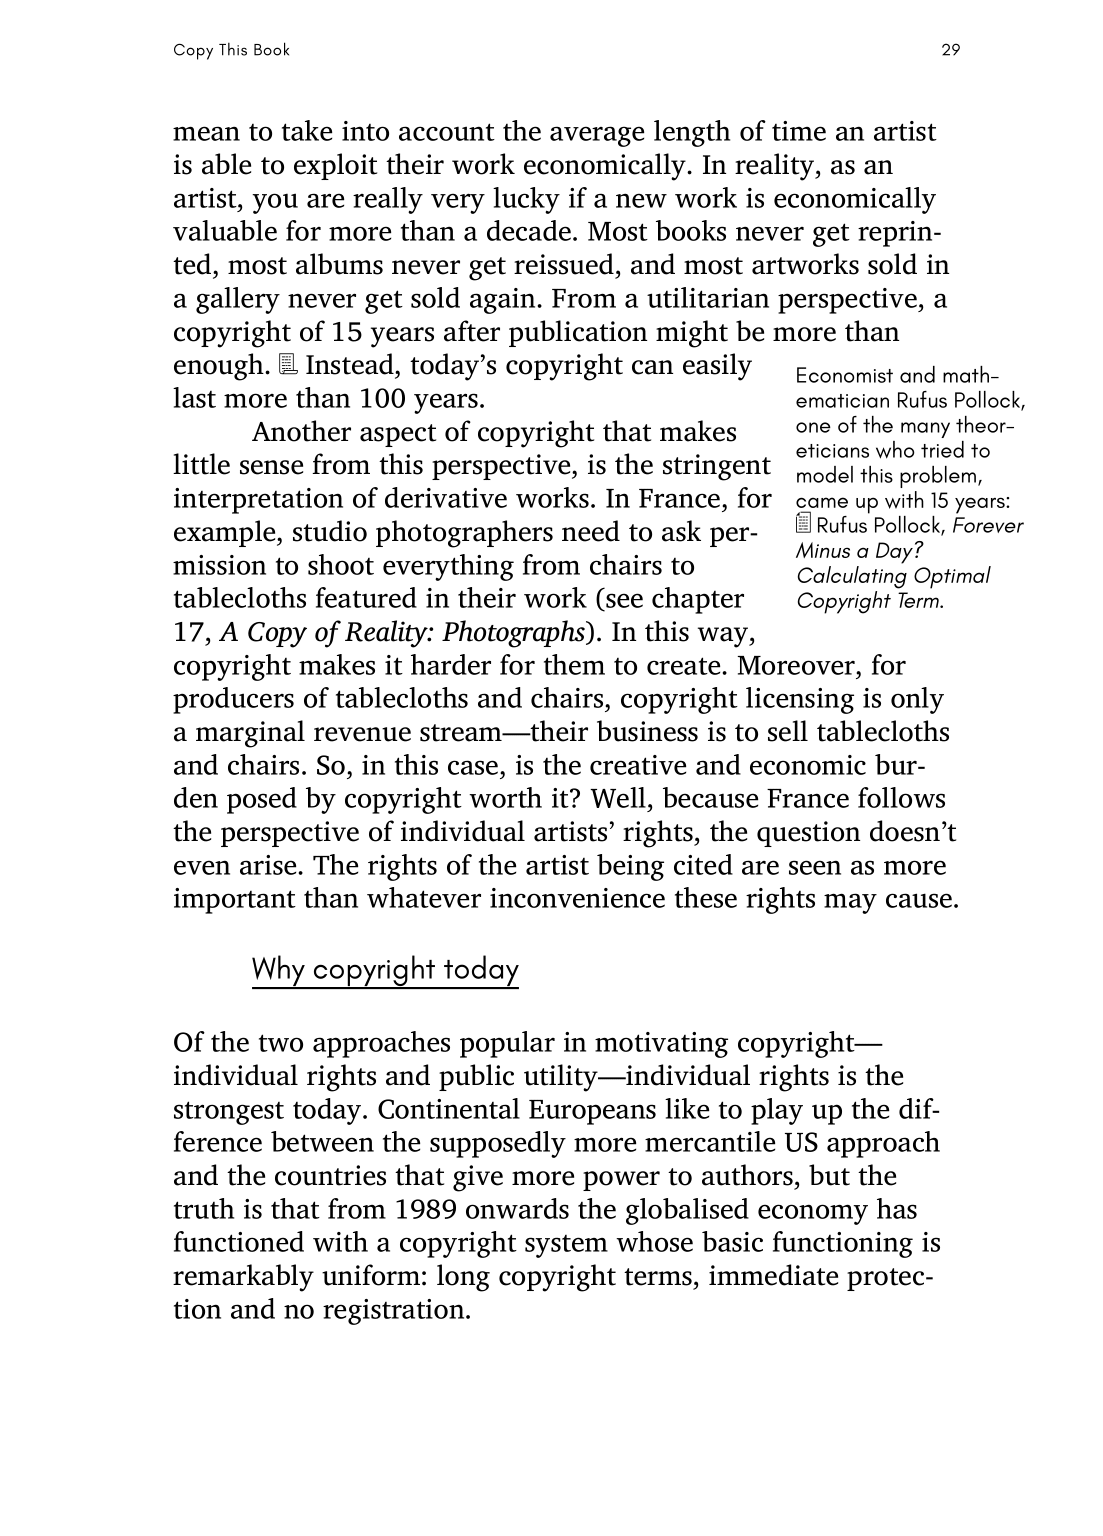 Copy This Book
29
mean to take into account the average length of time an artist
is able to exploit their work economically. In reality, as an
artist, you are really very lucky if a new work is economically
valuable for more than a decade. Most books never get reprin-
ted, most albums never get reissued, and most artworks sold in
a gallery never get sold again. From a utilitarian perspective, a
copyright of 15 years after publication might be more than
enough. Instead, today’s copyright can easily
last more than 100 years.
Another aspect of copyright that makes
little sense from this perspective, is the stringent
interpretation of derivative works. In France, for
example, studio photographers need to ask per-
mission to shoot everything from chairs to
tablecloths featured in their work (see chapter
17, A Copy of Reality: Photographs). In this way,
copyright makes it harder for them to create. Moreover, for
producers of tablecloths and chairs, copyright licensing is only
a marginal revenue stream—their business is to sell tablecloths
and chairs. So, in this case, is the creative and economic bur-
den posed by copyright worth it? Well, because France follows
the perspective of individual artists’ rights, the question doesn’t
even arise. The rights of the artist being cited are seen as more
important than whatever inconvenience these rights may cause.
Economist and math-
ematician Rufus Pollock,
one of the many theor-
eticians who tried to
model this problem,
came up with 15 years:
Rufus Pollock, Forever
Minus a Day?
Calculating Optimal
Copyright Term.
Why copyright today
Of the two approaches popular in motivating copyright—
individual rights and public utility—individual rights is the
strongest today. Continental Europeans like to play up the dif-
ference between the supposedly more mercantile US approach
and the countries that give more power to authors, but the
truth is that from 1989 onwards the globalised economy has
functioned with a copyright system whose basic functioning is
remarkably uniform: long copyright terms, immediate protec-
tion and no registration.